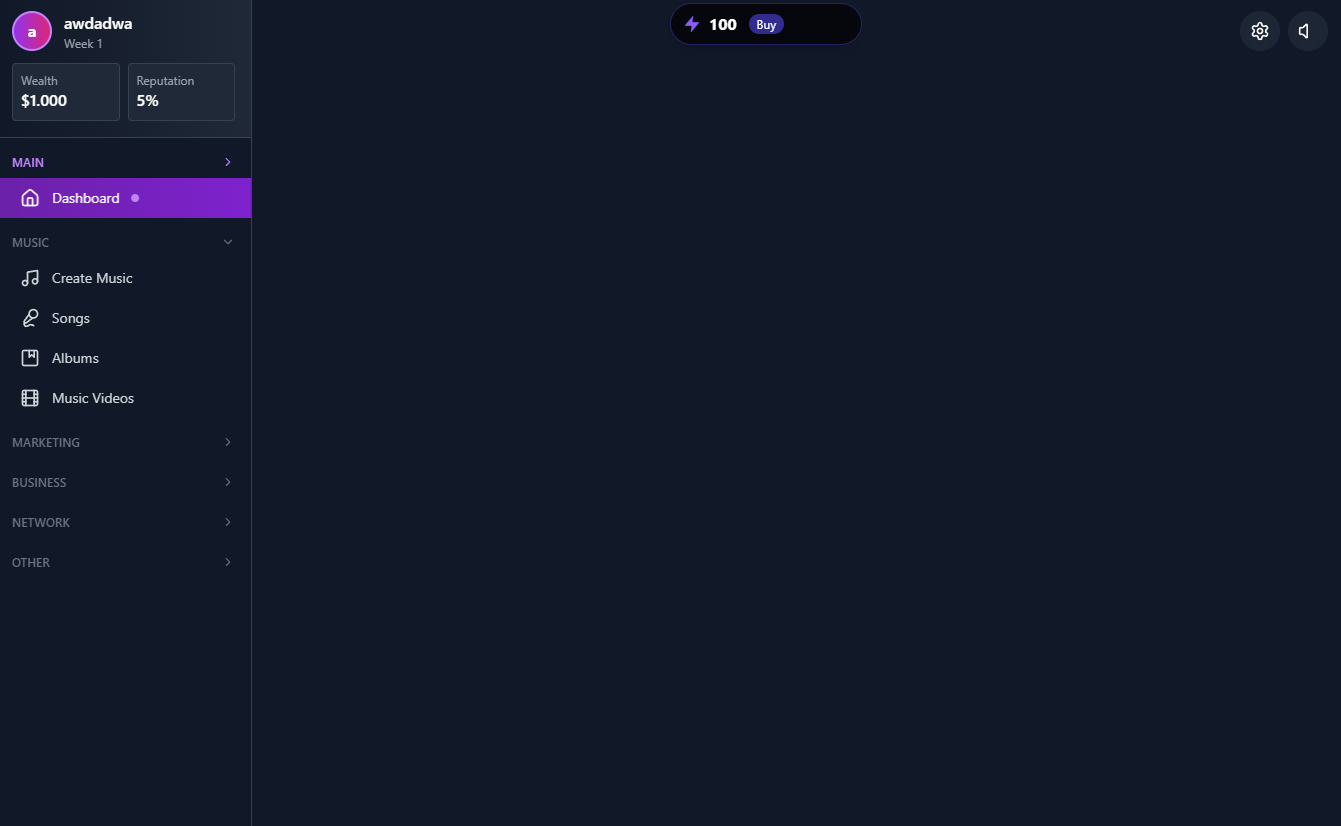 a
awdadwa
Week 1
Wealth
$1.000
Reputation
5%
100 Buy
MAIN
Dashboard
MUSIC
Create Music
Songs
Albums
Music Videos
MARKETING
BUSINESS
NETWORK
OTHER